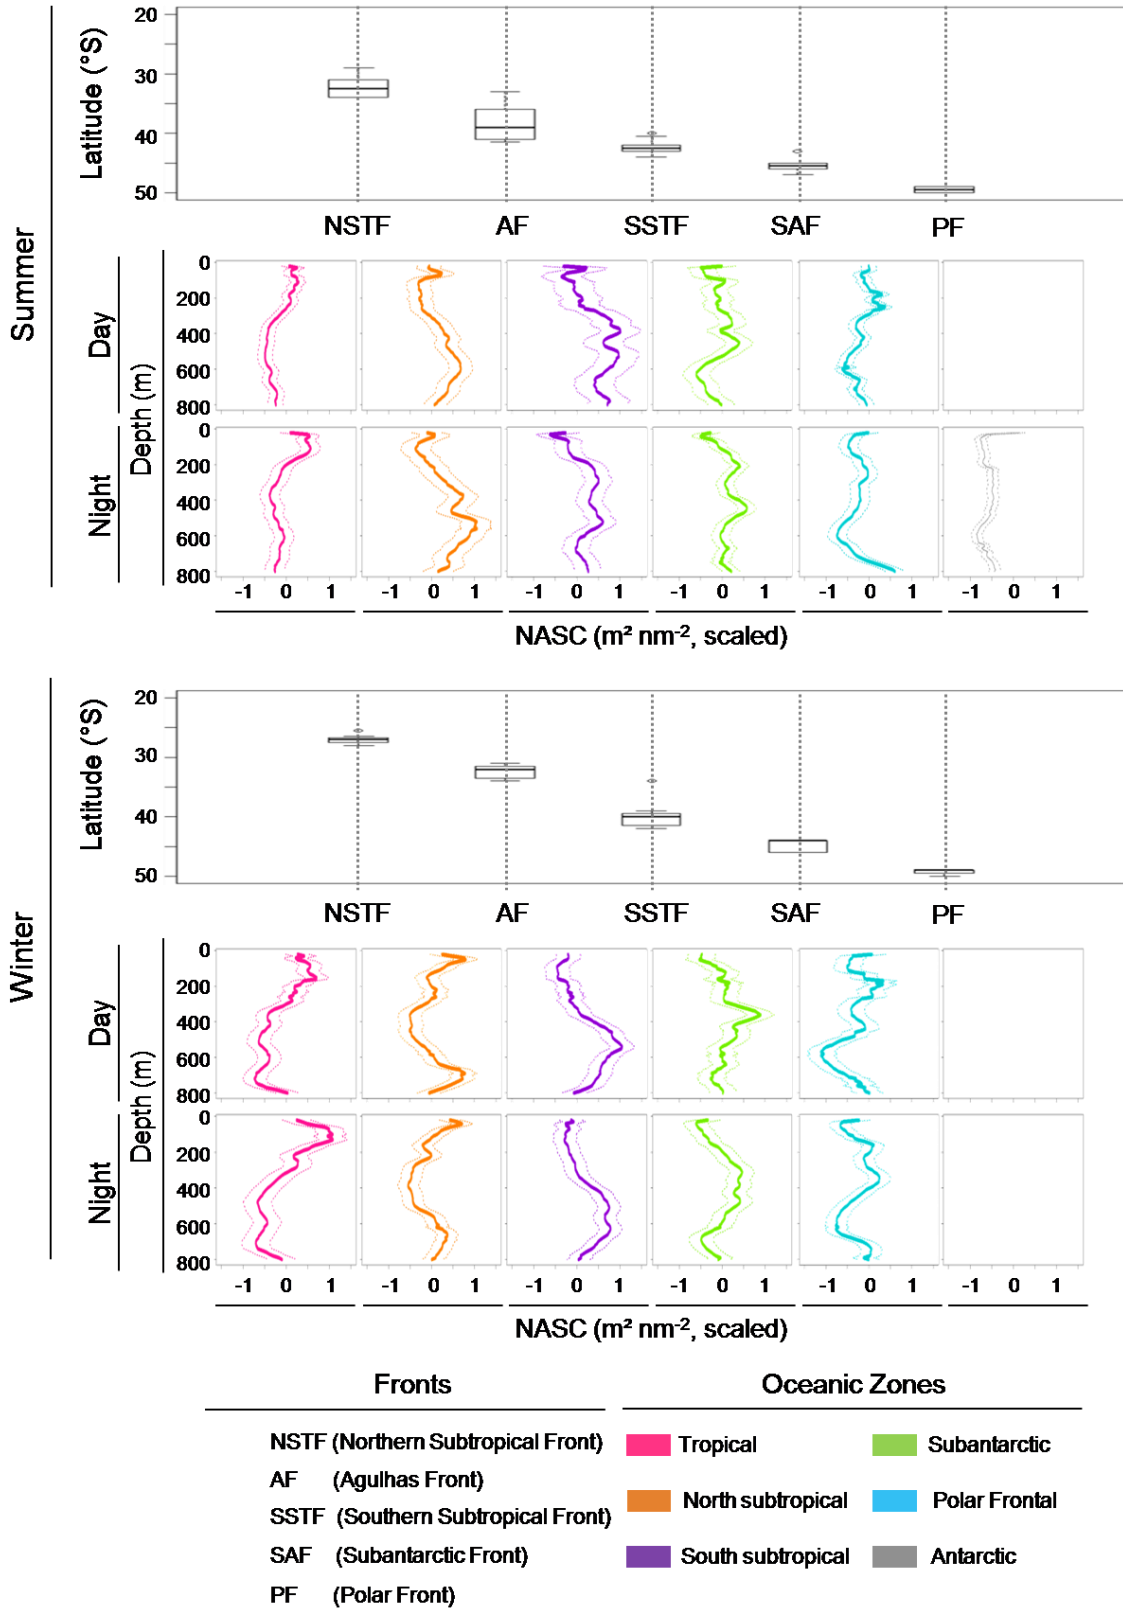 Summer
Latitude (°S)
20
30
40
50
NSTF AF SSTF SAF PF
Day
Night
Depth (m)
0
200
400
600
800
0
200
400
600
800
-1 0 1 -1 0 1 -1 0 1 -1 0 1 -1 0 1 -1 0 1
NASC (m² nm-2, scaled)
Winter
Latitude (°S)
20
30
40
50
NSTF AF SSTF SAF PF
Day
Night
Depth (m)
0
200
400
600
800
0
200
400
600
800
-1 0 1 -1 0 1 -1 0 1 -1 0 1 -1 0 1 -1 0 1
NASC (m² nm-2, scaled)
Fronts
NSTF (Northern Subtropical Front)
AF (Agulhas Front)
SSTF (Southern Subtropical Front)
SAF (Subantarctic Front)
PF (Polar Front)
Oceanic Zones
Tropical Subantarctic
North subtropical Polar Frontal
South subtropical Antarctic